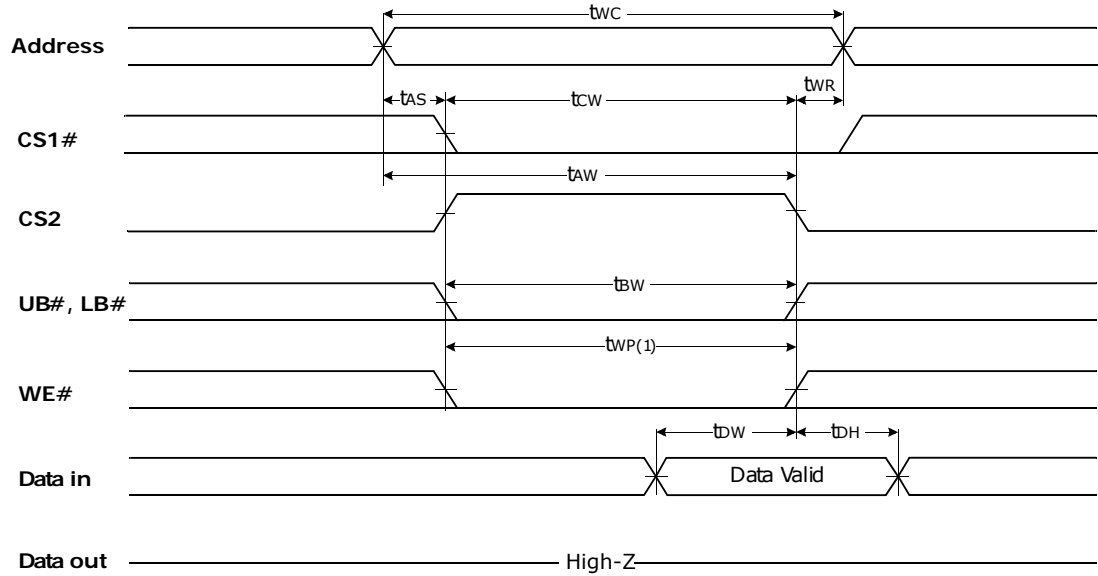 tWC
Address
tAS
tCW
tWR
CS1#
tAW
CS2
tBW
UB#, LB#
tWP(1)
WE#
tDW
tDH
Data in
Data Valid
Data out
High-Z